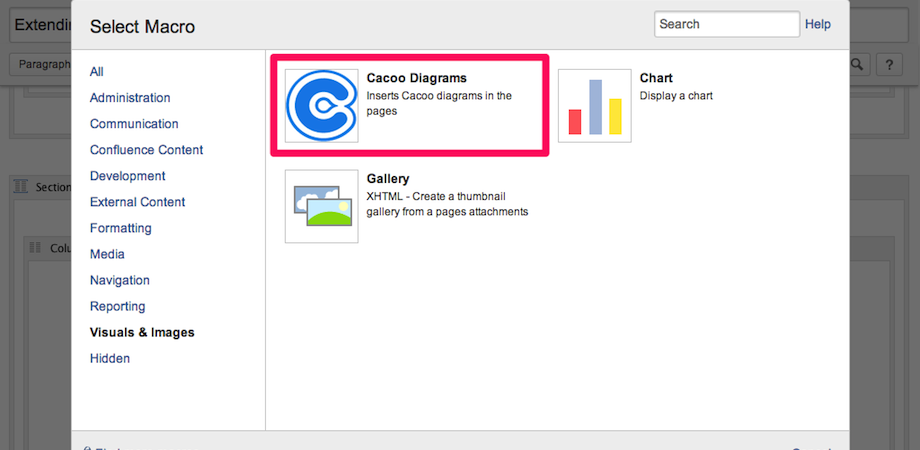 Extendin
Select Macro
Search
Help
Paragraph
?
All
Administration
Communication
Confluence Content
Development
External Content
Formatting
Media
Navigation
Reporting
Visuals & Images
Hidden
Cacoo Diagrams
Inserts Cacoo diagrams in the
pages
Chart
Display a chart
Gallery
XHTML - Create a thumbnail
gallery from a pages attachments
Section
Colu